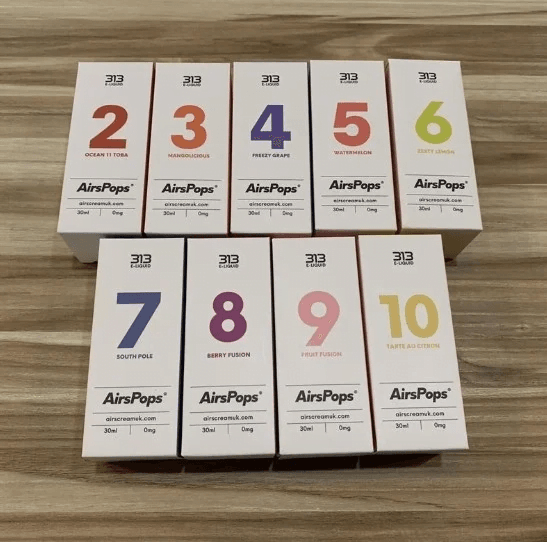 313
E-LIQUID
2
OCEAN 11 TOBA
AirsPops®
airscreamuk.com
30ml 0mg
313
E-LIQUID
3
MANGOLICIOUS
AirsPops®
airscreamuk.com
30ml 0mg
313
E-LIQUID
4
FREEZY GRAPE
AirsPops®
airscreamuk.com
30ml 0mg
313
E-LIQUID
5
WATERMELON
AirsPops®
airscreamuk.com
30ml 0mg
313
E-LIQUID
6
ZESTY LEMON
AirsPops®
airscreamuk.com
30ml 0mg
313
E-LIQUID
7
SOUTH POLE
AirsPops®
airscreamuk.com
30ml 0mg
313
E-LIQUID
8
BERRY FUSION
AirsPops®
airscreamuk.com
30ml 0mg
313
E-LIQUID
9
FRUIT FUSION
AirsPops®
airscreamuk.com
30ml 0mg
313
E-LIQUID
10
TARTE AU CITRON
AirsPops®
airscreamuk.com
30ml 0mg